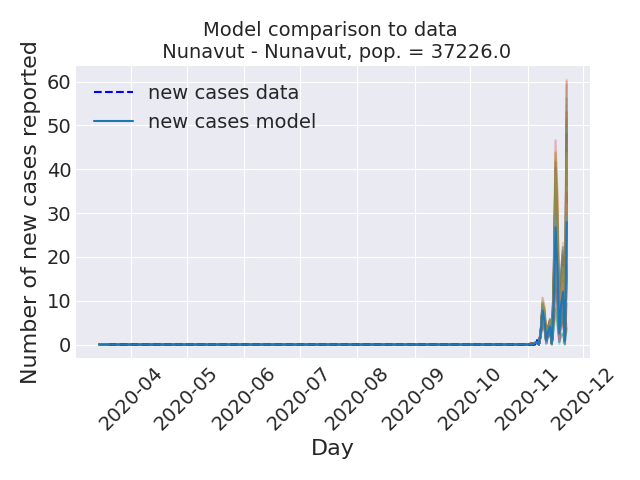 Model comparison to data
Nunavut - Nunavut, pop. = 37226.0
Number of new cases reported
60
50
40
30
20
10
0
new cases data
new cases model
2020-04
2020-05
2020-06
2020-07
2020-08
2020-09
2020-10
2020-11
2020-12
Day